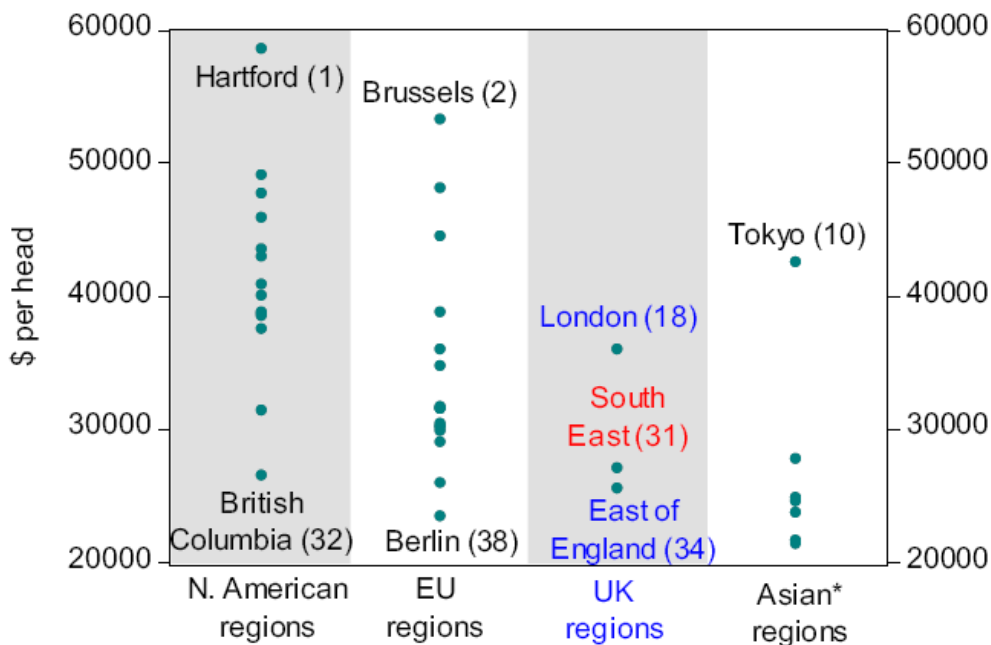 60000
50000
40000
30000
20000
$ per head
Hartford (1)
British
Columbia (32)
Brussels (2)
Berlin (38)
London (18)
South
East (31)
East of
England (34)
Tokyo (10)
60000
50000
40000
30000
20000
N. American
regions
EU
regions
UK
regions
Asian*
regions